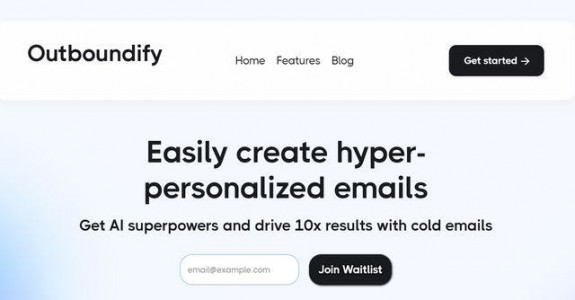 Outboundify
Home Features Blog
Get started →
Easily create hyper-
personalized emails
Get AI superpowers and drive 10x results with cold emails
email@example.com
Join Waitlist